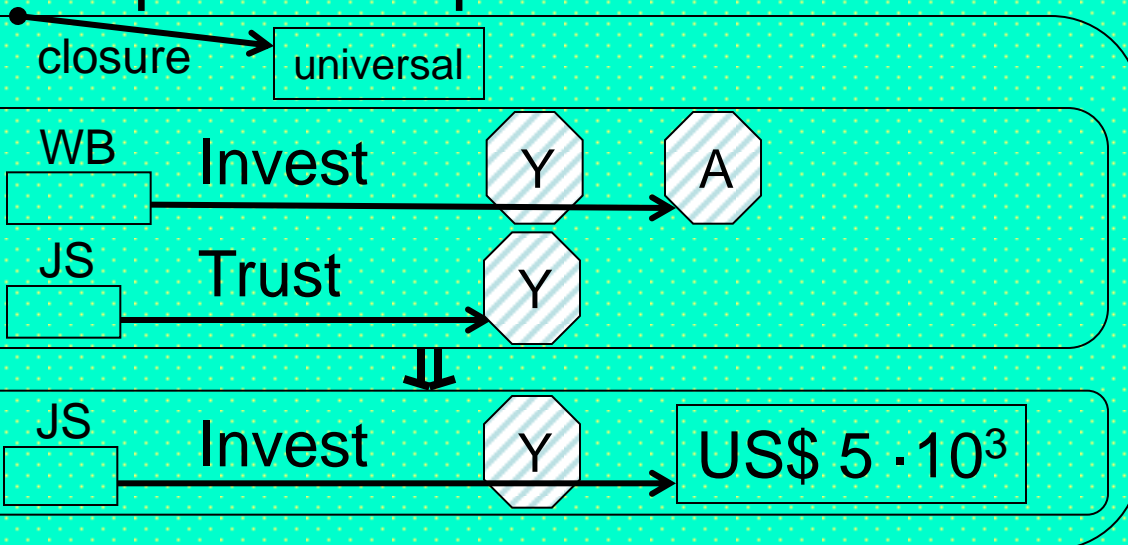 closure
universal
WB
Invest Y A
JS
Trust Y
⇓
JS
Invest Y US$ 5 ·10³